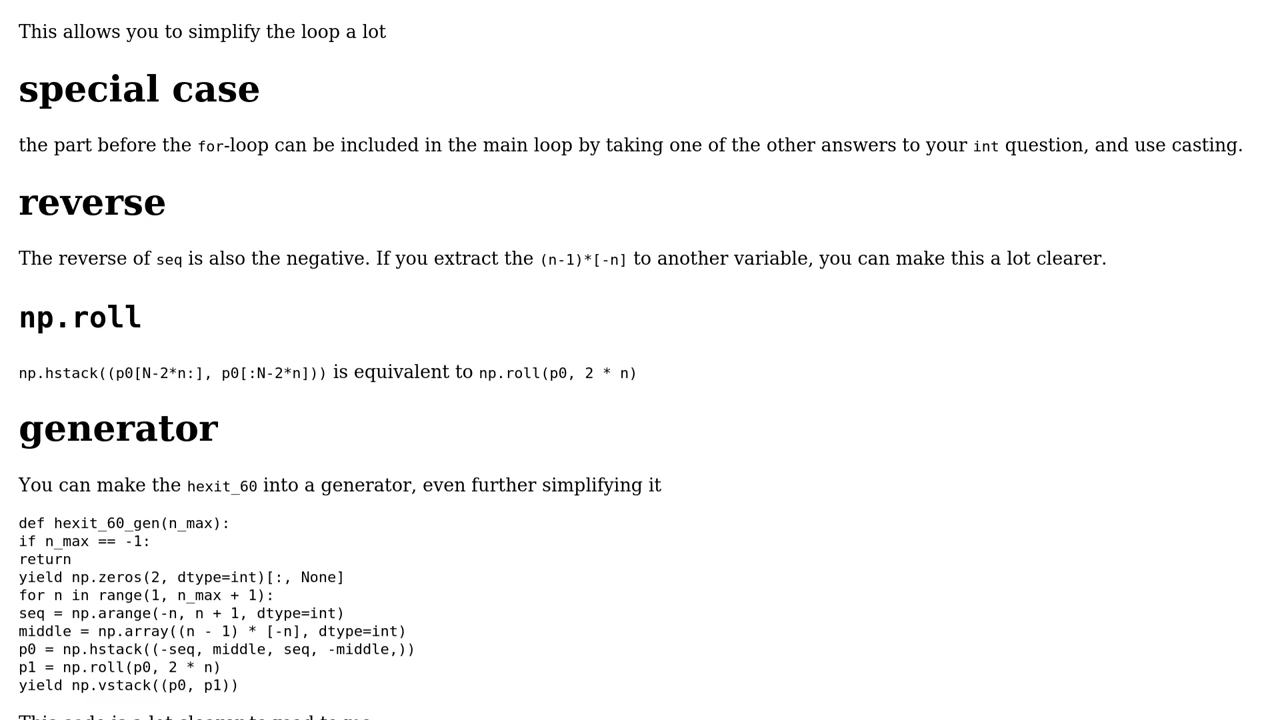 This allows you to simplify the loop a lot
special case
the part before the for-loop can be included in the main loop by taking one of the other answers to your int question, and use casting.
reverse
The reverse of seq is also the negative. If you extract the (n-1)*[-n] to another variable, you can make this a lot clearer.
np.roll
np.hstack((p0[N-2*n:], p0[:N-2*n])) is equivalent to np.roll(p0, 2 * n)
generator
You can make the hexit_60 into a generator, even further simplifying it
def hexit_60_gen(n_max):
if n_max == -1:
return
yield np.zeros(2, dtype=int)[:, None]
for n in range(1, n_max + 1):
seq = np.arange(-n, n + 1, dtype=int)
middle = np.array((n - 1) * [-n], dtype=int)
p0 = np.hstack((-seq, middle, seq, -middle,))
p1 = np.roll(p0, 2 * n)
yield np.vstack((p0, p1))